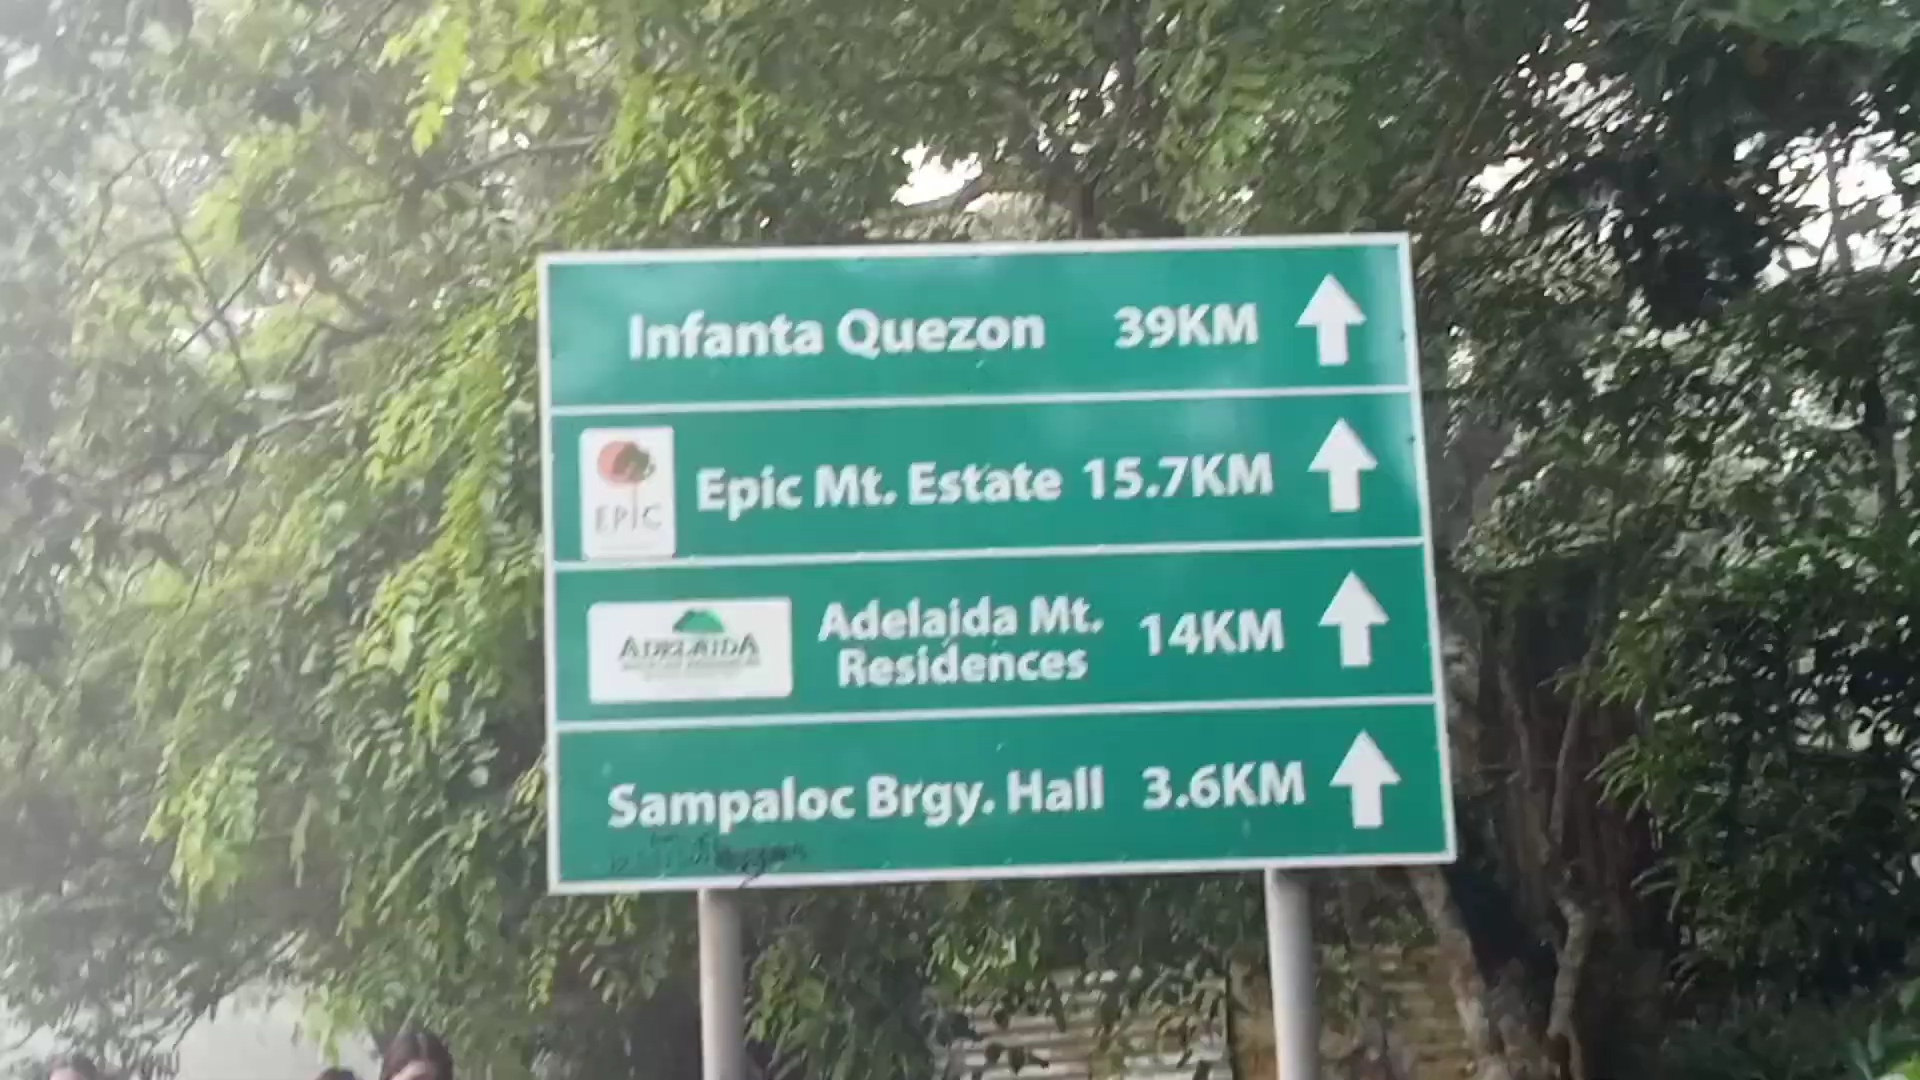 Infanta Quezon 39KM
EPIC
Epic Mt. Estate 15.7KM
ADELAIDA
Adelaida Mt.
Residences
14KM
Sampaloc Brgy. Hall 3.6KM